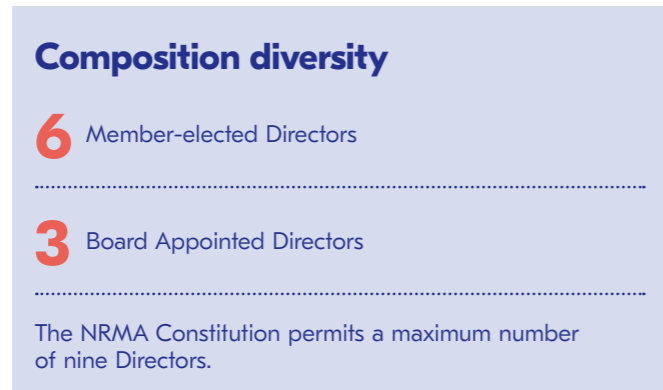 Composition diversity
6 Member-elected Directors
3 Board Appointed Directors
The NRMA Constitution permits a maximum number
of nine Directors.